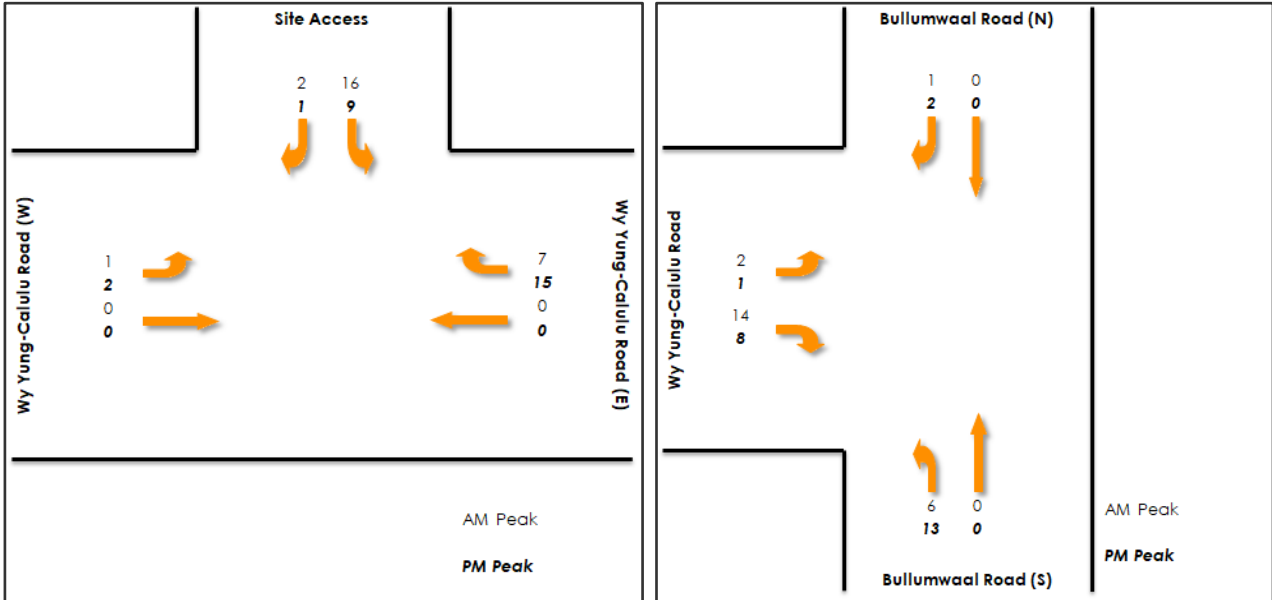 Site Access
2 16
1 9
Wy Yung-Calulu Road (W)
1
2
0
0
7
15
0
0
Wy Yung-Calulu Road (E)
AM Peak
PM Peak
Bullumwaal Road (N)
1 0
2 0
Wy Yung-Calulu Road
2
1
14
8
6 0
13 0
AM Peak
PM Peak
Bullumwaal Road (S)